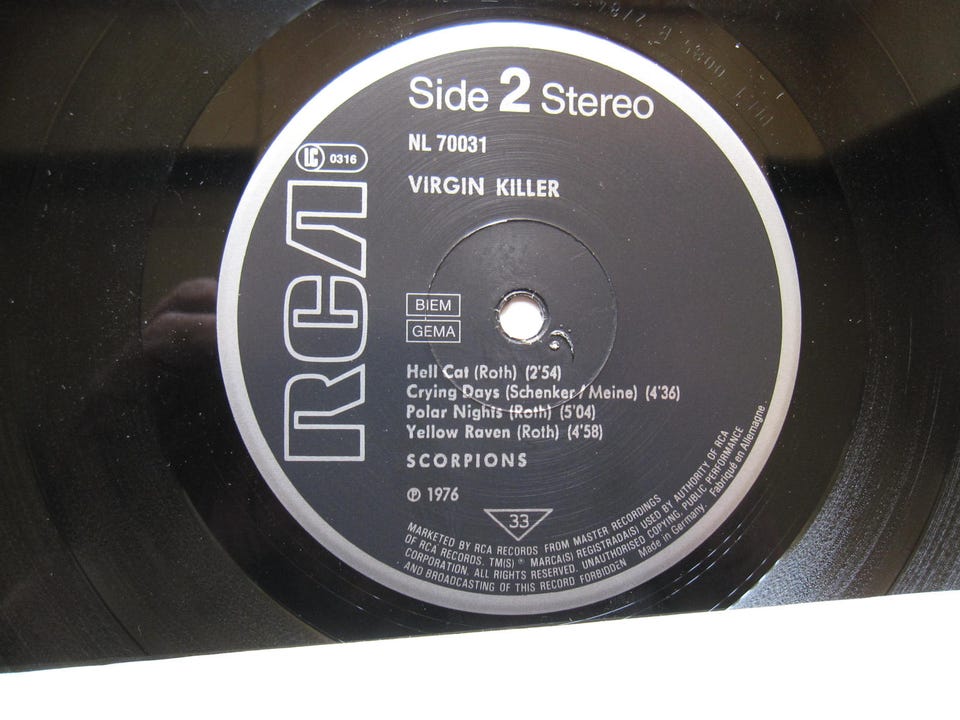 Side 2 Stereo
NL 70031
LC 0316
VIRGIN KILLER
RCA
BIEM
GEMA
Hell Cat (Roth) (2'54)
Crying Days (Schenker/Meine) (4'36)
Polar Nights (Roth) (5'04)
Yellow Raven (Roth) (4'58)
SCORPIONS
℗ 1976
33
MARKETED BY RCA RECORDS FROM MASTER RECORDINGS
OF RCA RECORDS. TM(S) ® MARCA(S) REGISTRADA(S) USED BY AUTHORITY OF RCA
CORPORATION. ALL RIGHTS RESERVED. UNAUTHORISED COPYING, PUBLIC PERFORMANCE
AND BROADCASTING OF THIS RECORD FORBIDDEN
Made in Germany. Fabriqué en Allemagne.